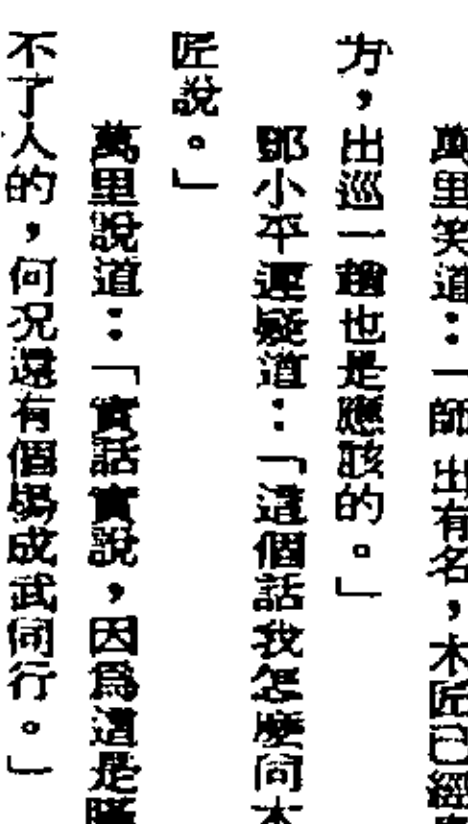 萬里笑道：「師出有名，木匠已經
方，出巡一趟也是應該的。」
鄧小平遲疑道：「這個話我怎麼向木
匠說。」
萬里說道：「實話實說，因爲這是瞞
不了人的，何況還有個楊成武同行。」